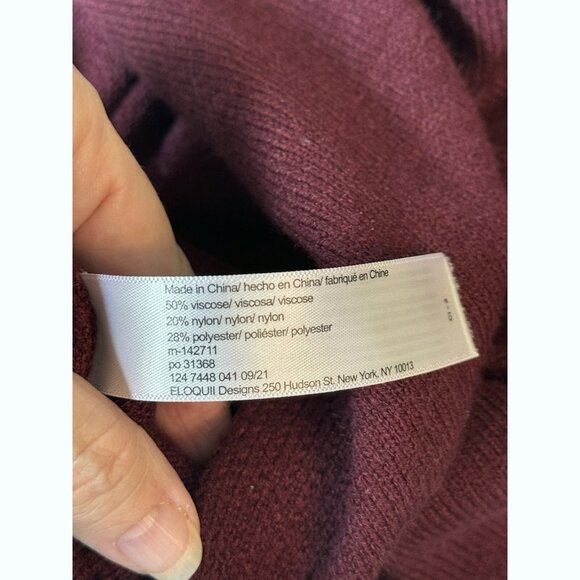 Made in China/ hecho en China/ fabriqué en Chine
50% viscose/ viscosa/ viscose
20% nylon/ nylon/ nylon
28% polyester/ poliéster/ polyester
m-142711
po 31368
124 7448 041 09/21
ELOQUII Designs 250 Hudson St. New York, NY 10013